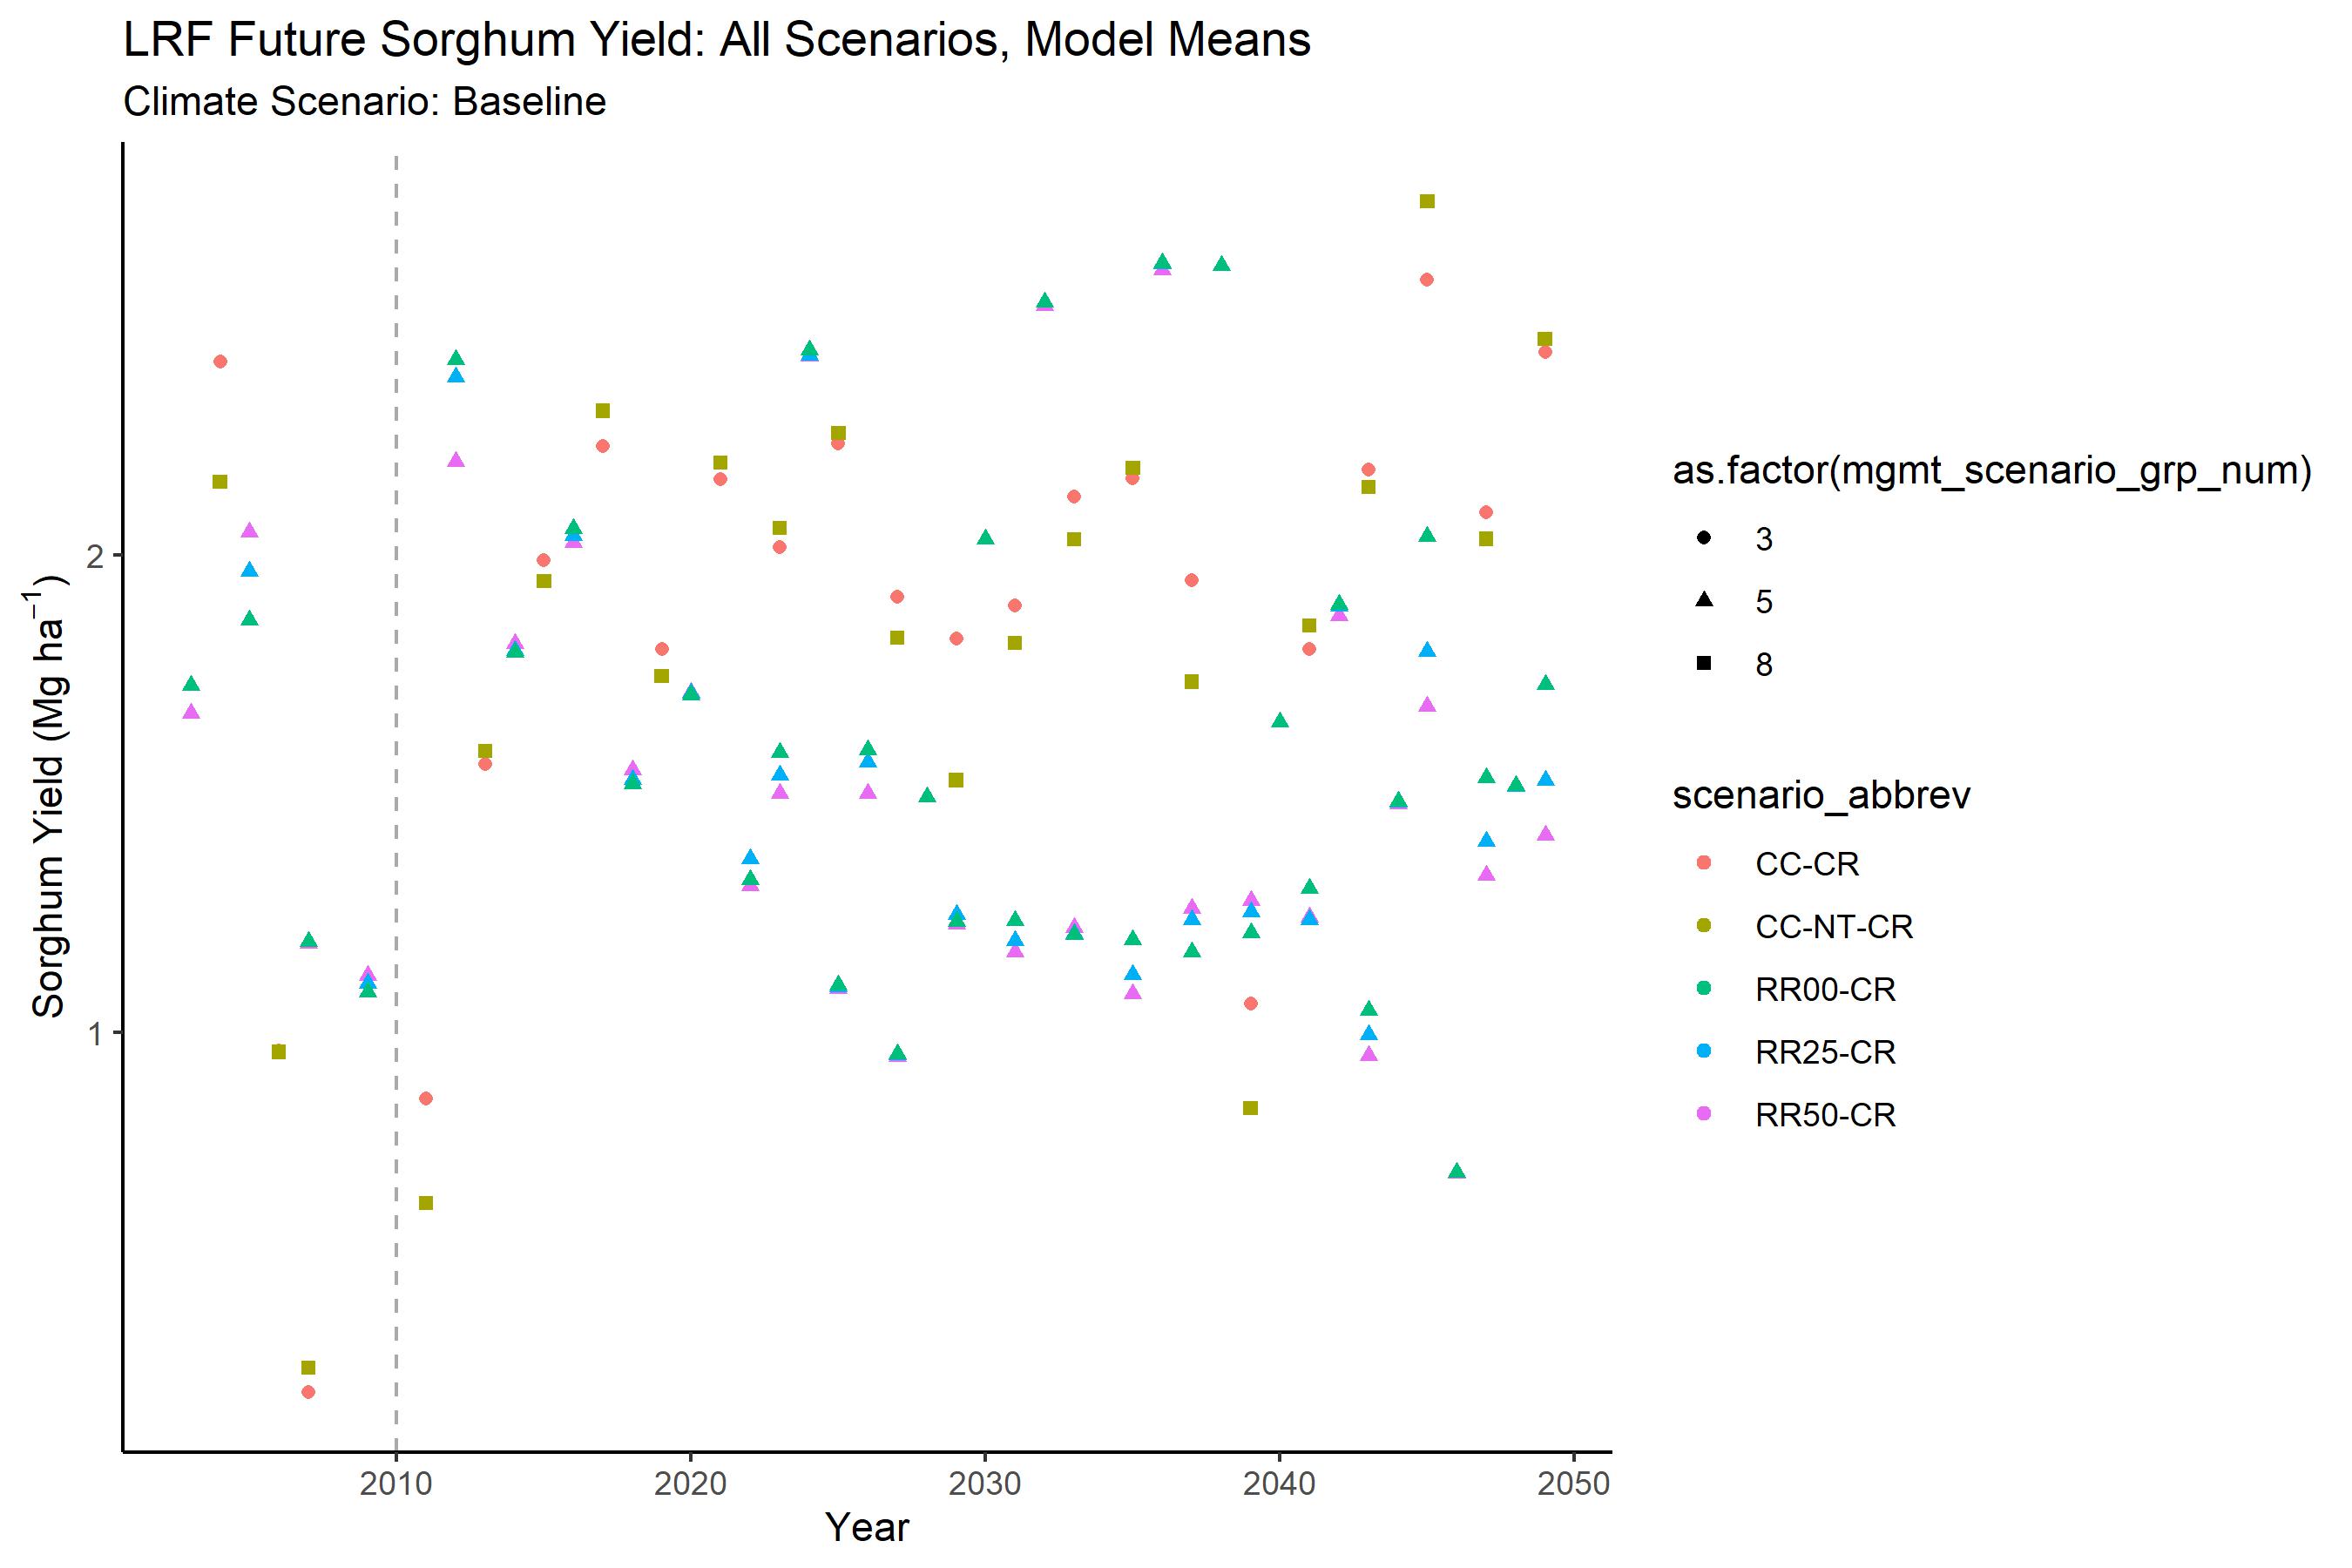 LRF Future Sorghum Yield: All Scenarios, Model Means
Climate Scenario: Baseline
Sorghum Yield (Mg ha⁻¹)
2
1
2010
2020
2030
2040
2050
Year
as.factor(mgmt_scenario_grp_num)
3
5
8
scenario_abbrev
CC-CR
CC-NT-CR
RR00-CR
RR25-CR
RR50-CR